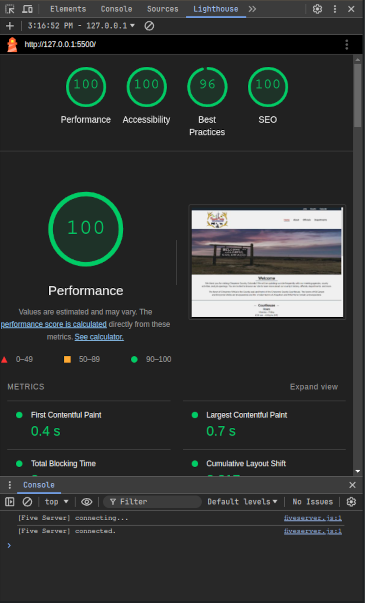 Elements Console Sources Lighthouse
3:16:52 PM - 127.0.0.1
http://127.0.0.1:5500/
100 100 96 100
Performance Accessibility Best Practices SEO
100
Performance
Values are estimated and may vary. The
performance score is calculated directly from these
metrics. See calculator.
0–49 50–89 90–100
METRICS Expand view
First Contentful Paint Largest Contentful Paint
0.4 s 0.7 s
Total Blocking Time Cumulative Layout Shift
Console
top Filter Default levels No Issues
[Five Server] connecting... fiveserver.js:1
[Five Server] connected. fiveserver.js:1
Welcome
Courthouse